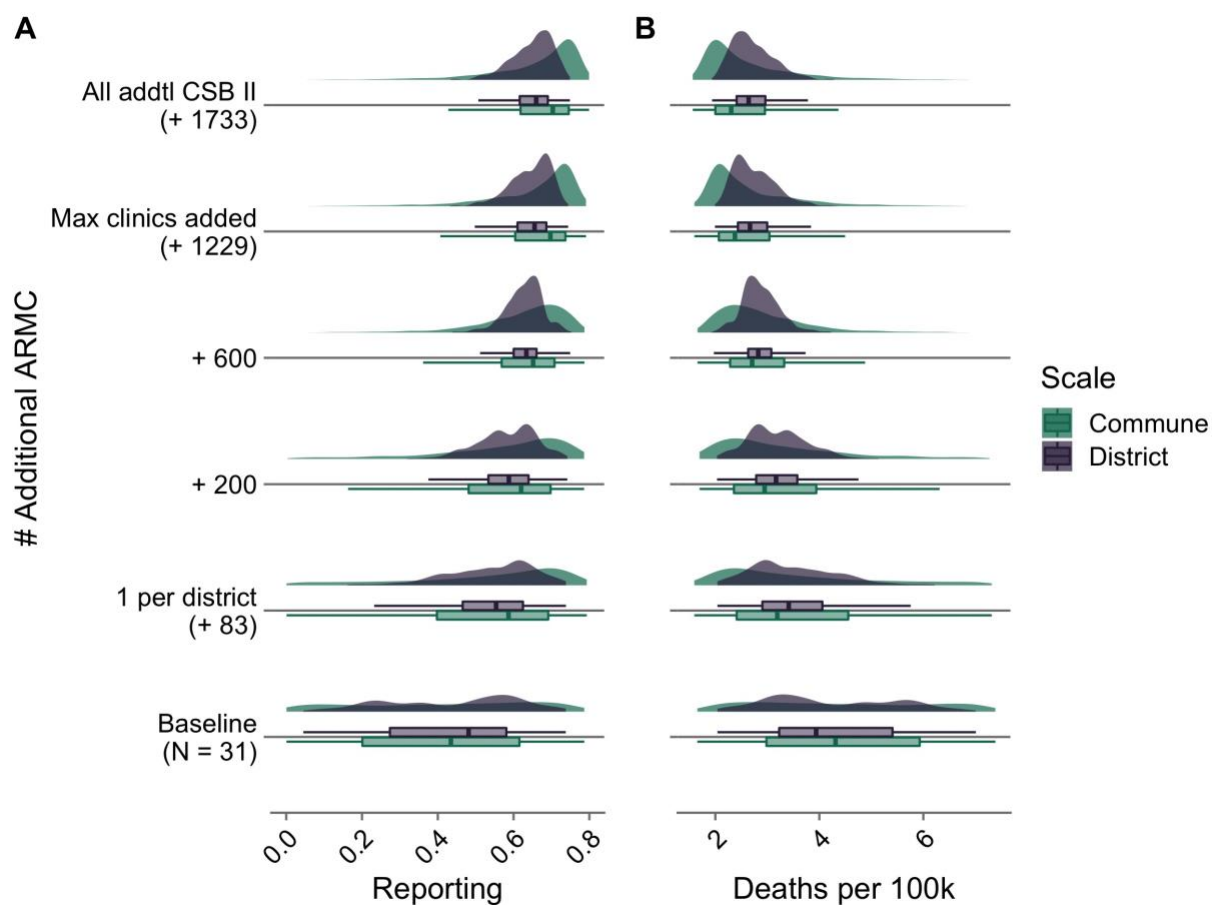 A
B
# Additional ARMC
All addtl CSB II
(+ 1733)
Max clinics added
(+ 1229)
+ 600
+ 200
1 per district
(+ 83)
Baseline
(N = 31)
0.0
0.2
0.4
0.6
0.8
Reporting
2
4
6
Deaths per 100k
Scale
Commune
District